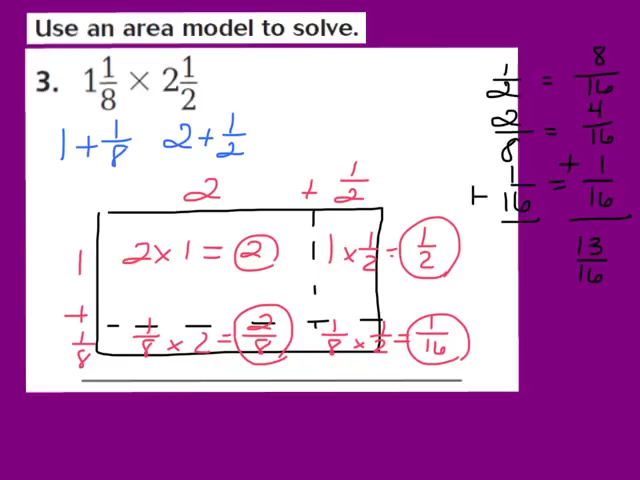 Use an area model to solve.
3. 1 1/8 × 2 1/2
1 + 1/8 2 + 1/2
2 + 1/2
1 2 × 1 = 2 1 × 1/2 = 1/2
+
1/8 1/8 × 2 = 2/8 1/8 × 1/2 = 1/16
1/2 = 8/16
2/8 = 4/16
+ 1/16 = + 1/16
13/16